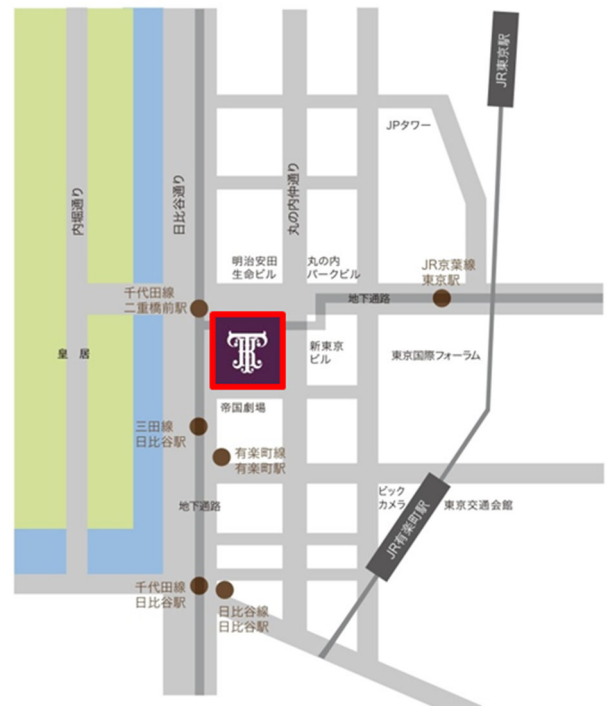 JR東京駅
JPタワー
内堀通り
日比谷通り
丸の内仲通り
明治安田
生命ビル
丸の内
パークビル
JR京葉線
東京駅
千代田線
二重橋前駅
地下通路
皇 居
新東京
ビル
東京国際フォーラム
帝国劇場
三田線
日比谷駅
有楽町線
有楽町駅
地下通路
ビック
カメラ
JR有楽町駅
東京交通会館
千代田線
日比谷駅
日比谷線
日比谷駅